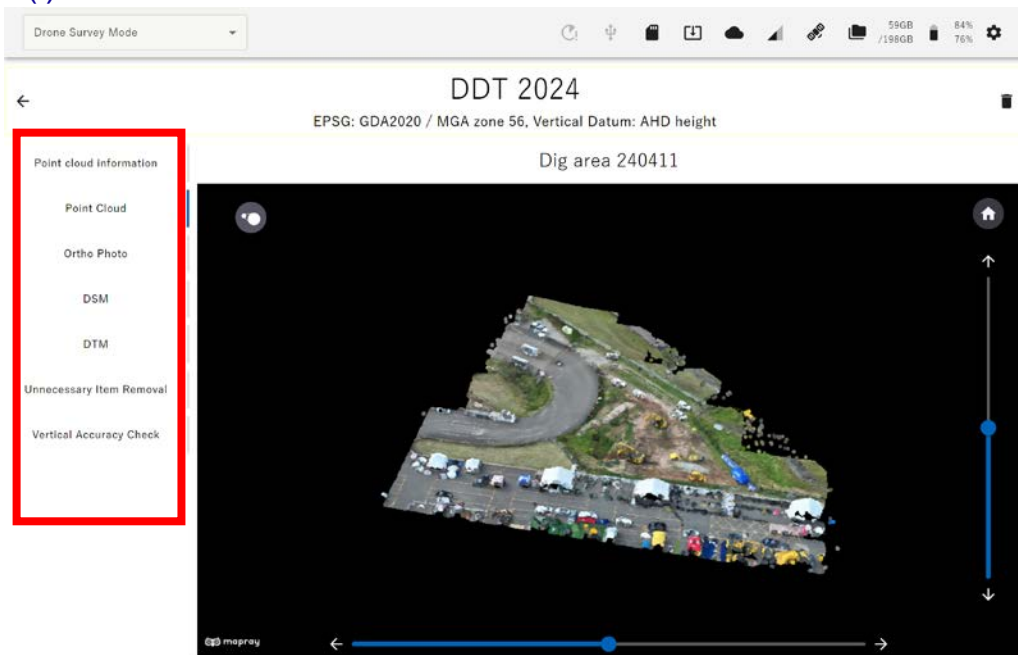 Drone Survey Mode
59GB
/198GB
84%
76%
DDT 2024
EPSG: GDA2020 / MGA zone 56, Vertical Datum: AHD height
Point cloud information
Dig area 240411
Point Cloud
Ortho Photo
DSM
DTM
Unnecessary Item Removal
Vertical Accuracy Check
mapray